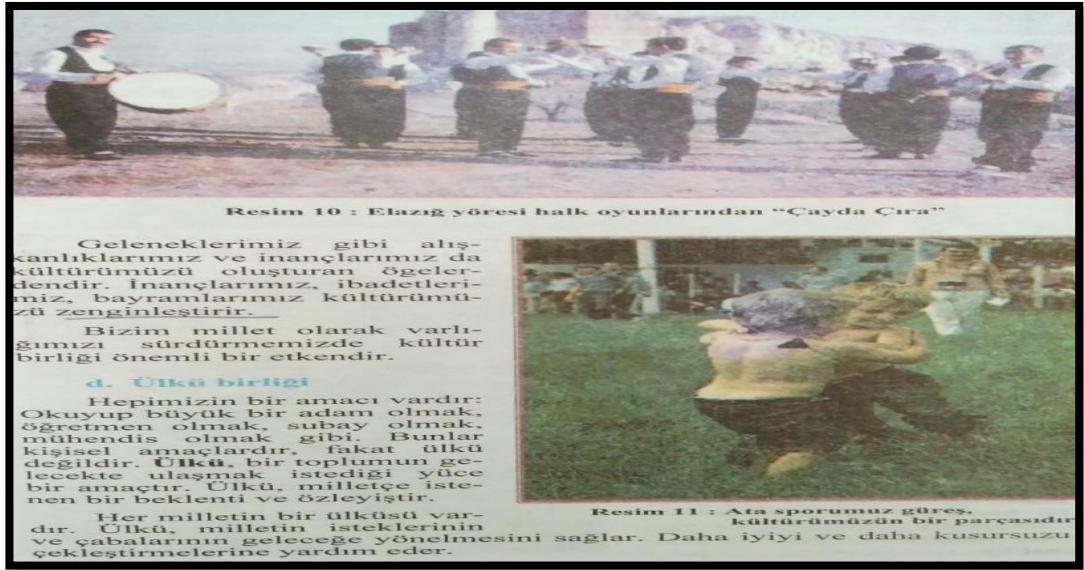 Resim 10 : Elazığ yöresi halk oyunlarından “Çayda Çıra”
Geleneklerimiz gibi alış-
kanlıklarımız ve inançlarımız da
kültürümüzü oluşturan ögeler-
dendir. İnançlarımız, ibadetleri-
miz, bayramlarımız kültürümü-
zü zenginleştirir.
Bizim millet olarak varlı-
ğımızı sürdürmemizde kültür
birliği önemli bir etkendir.
d. Ülkü birliği
Hepimizin bir amacı vardır:
Okuyup büyük bir adam olmak,
öğretmen olmak, subay olmak,
mühendis olmak gibi. Bunlar
kişisel amaçlardır, fakat ülkü
değildir. Ülkü, bir toplumun ge-
lecekte ulaşmak istediği yüce
bir amaçtır. Ülkü, milletçe iste-
nen bir beklenti ve özleyiştir.
Resim 11 : Ata sporumuz güreş,
kültürümüzün bir parçasıdır
Her milletin bir ülküsü var-
dır. Ülkü, milletin isteklerinin
ve çabalarının geleceğe yönelmesini sağlar. Daha iyiyi ve daha kusursuzu
çekleştirmelerine yardım eder.